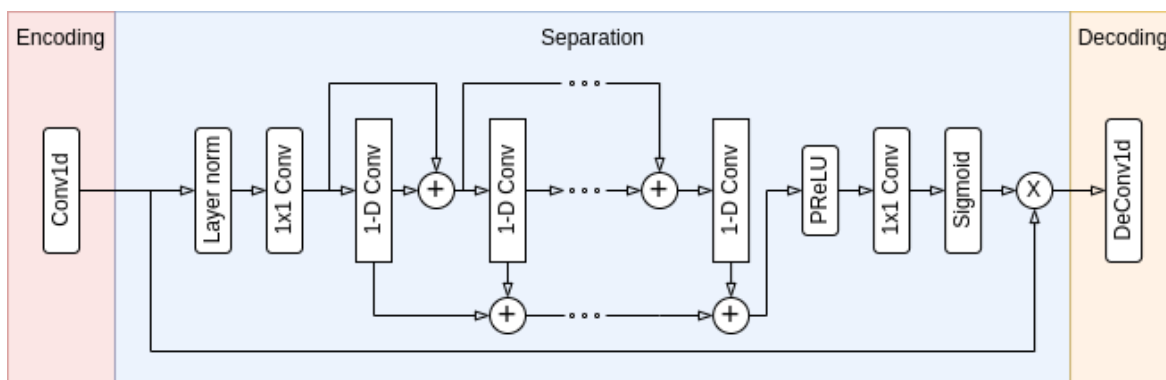 Encoding
Separation
Decoding
Conv1d
Layer norm
1x1 Conv
1-D Conv
+
1-D Conv
+
1-D Conv
PReLU
1x1 Conv
Sigmoid
X
DeConv1d
+
+